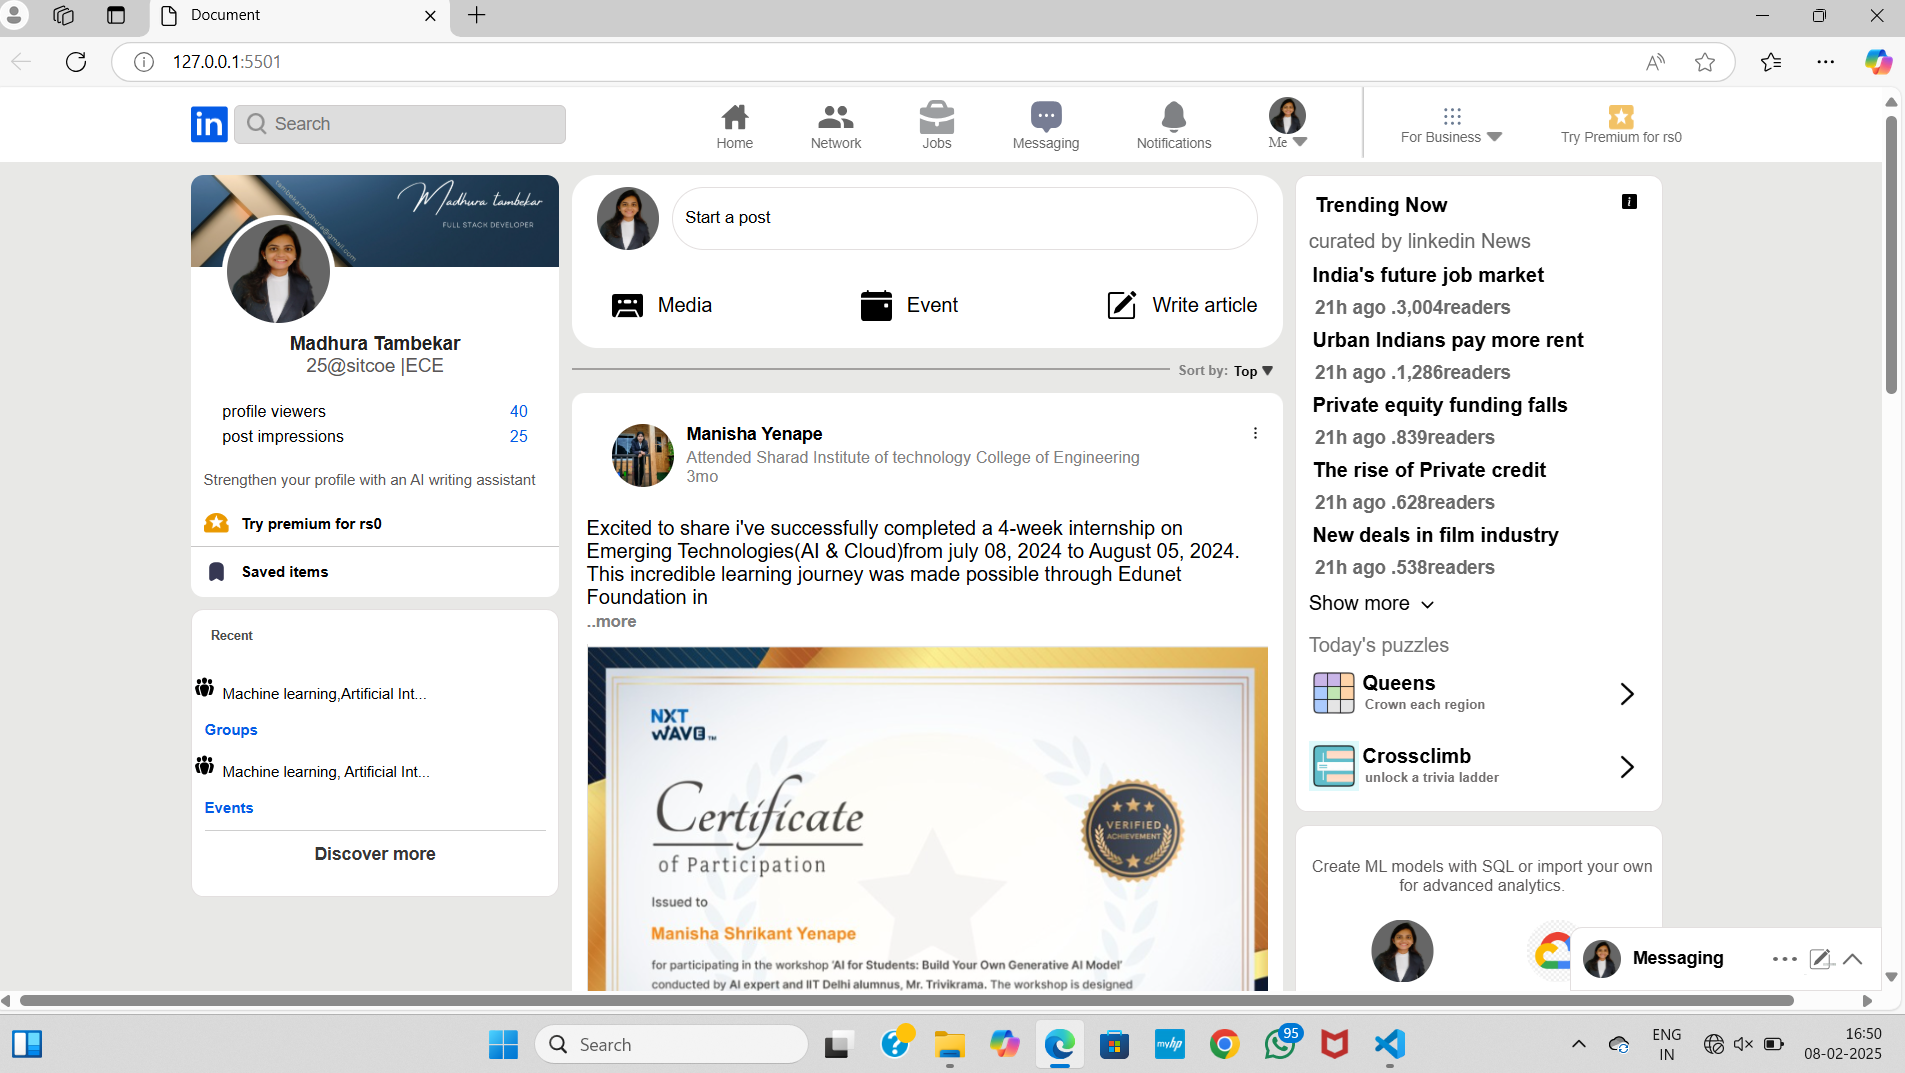 Document
127.0.0.1:5501
in
Search
Home
Network
Jobs
Messaging
Notifications
Me
For Business
Try Premium for rs0
Madhura tambekar
FULL STACK DEVELOPER
tambekarmadhura@gmail.com
Madhura Tambekar
25@sitcoe |ECE
profile viewers 40
post impressions 25
Strengthen your profile with an AI writing assistant
Try premium for rs0
Saved items
Recent
Machine learning,Artificial Int...
Groups
Machine learning, Artificial Int...
Events
Discover more
Start a post
Media
Event
Write article
Sort by: Top
Manisha Yenape
Attended Sharad Institute of technology College of Engineering
3mo
Excited to share i've successfully completed a 4-week internship on
Emerging Technologies(AI & Cloud)from july 08, 2024 to August 05, 2024.
This incredible learning journey was made possible through Edunet
Foundation in
..more
NXT
WAVE™
Certificate
of Participation
VERIFIED
ACHIEVEMENT
Issued to
Manisha Shrikant Yenape
for participating in the workshop 'AI for Students: Build Your Own Generative AI Model'
conducted by AI expert and IIT Delhi alumnus, Mr. Trivikrama. The workshop is designed
Trending Now
curated by linkedin News
India's future job market
21h ago .3,004readers
Urban Indians pay more rent
21h ago .1,286readers
Private equity funding falls
21h ago .839readers
The rise of Private credit
21h ago .628readers
New deals in film industry
21h ago .538readers
Show more
Today's puzzles
Queens
Crown each region
Crossclimb
unlock a trivia ladder
Create ML models with SQL or import your own
for advanced analytics.
Messaging
Search
myhp
95
ENG
IN
16:50
08-02-2025